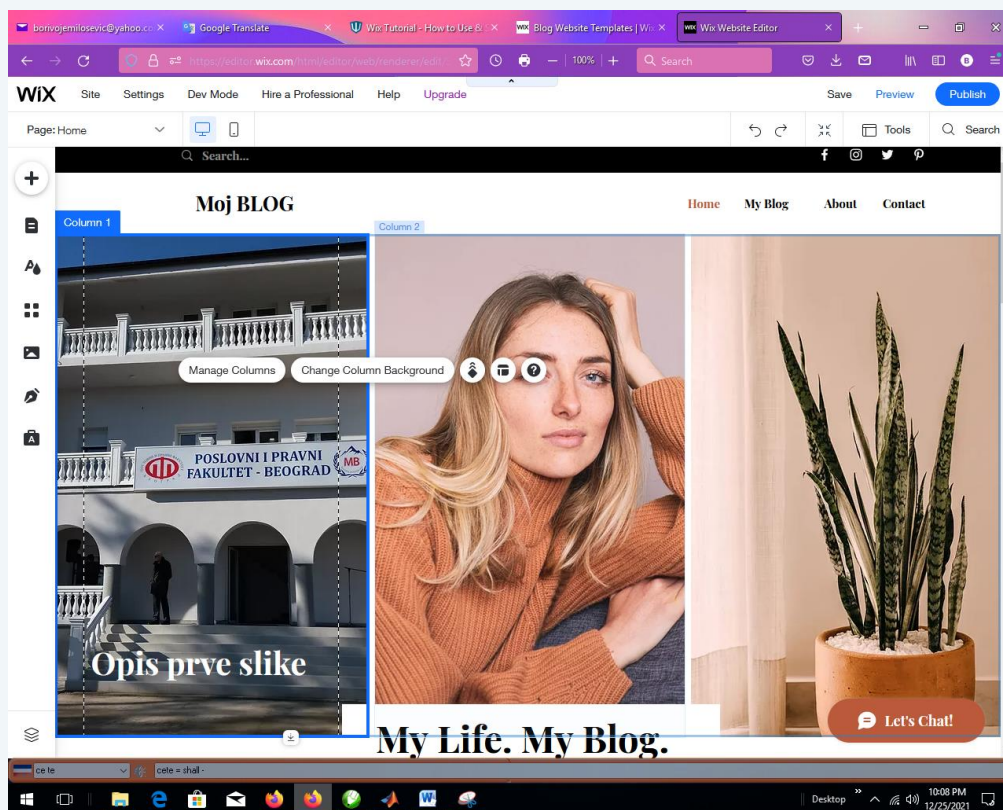 borivojemilosevic@yahoo.co
Google Translate
Wix Tutorial - How to Use &
Blog Website Templates | Wix
Wix Website Editor
https://editor.wix.com/html/editor/web/renderer/edit/
100%
Search
WiX
Site
Settings
Dev Mode
Hire a Professional
Help
Upgrade
Save
Preview
Publish
Page: Home
Tools
Search
Search...
Moj BLOG
Home
My Blog
About
Contact
Column 1
Column 2
Manage Columns
Change Column Background
POSLOVNI I PRAVNI
FAKULTET - BEOGRAD
MB
Opis prve slike
Let's Chat!
My Life. My Blog.
ce te
cete = shall -
Desktop
10:08 PM
12/25/2021